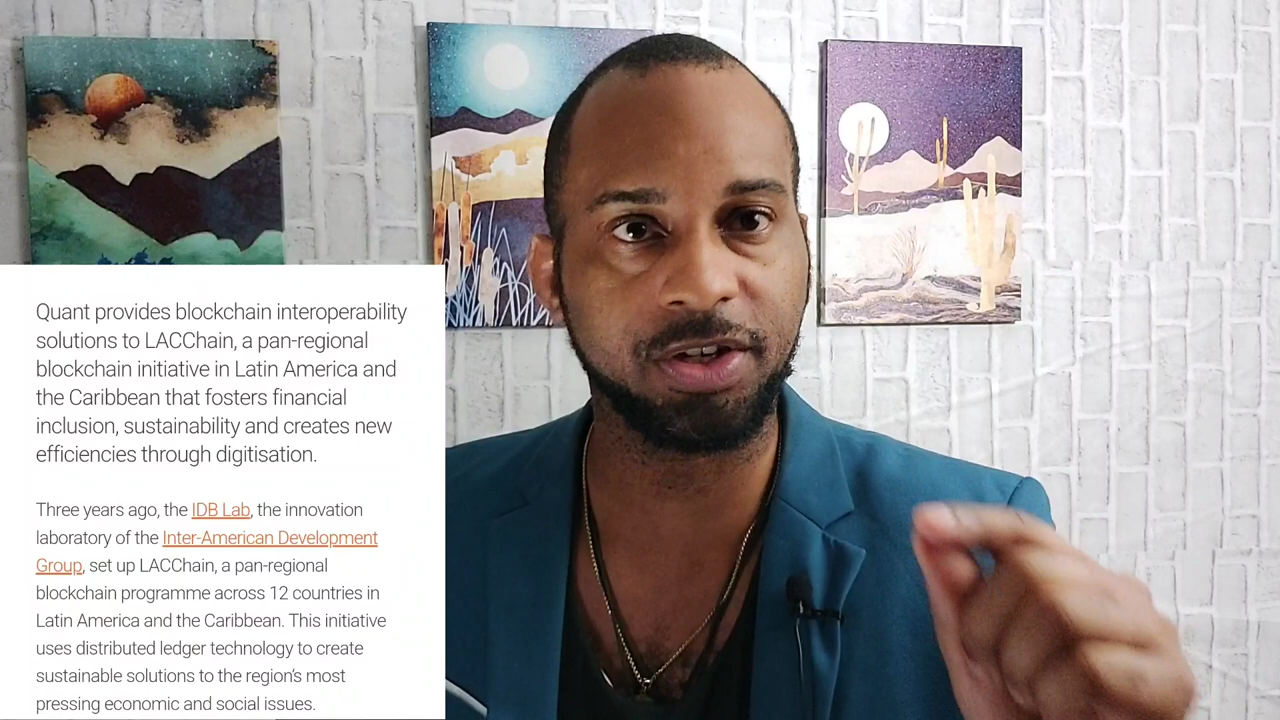 Quant provides blockchain interoperability
solutions to LACChain, a pan-regional
blockchain initiative in Latin America and
the Caribbean that fosters financial
inclusion, sustainability and creates new
efficiencies through digitisation.
Three years ago, the IDB Lab, the innovation
laboratory of the Inter-American Development
Group, set up LACChain, a pan-regional
blockchain programme across 12 countries in
Latin America and the Caribbean. This initiative
uses distributed ledger technology to create
sustainable solutions to the region's most
pressing economic and social issues.